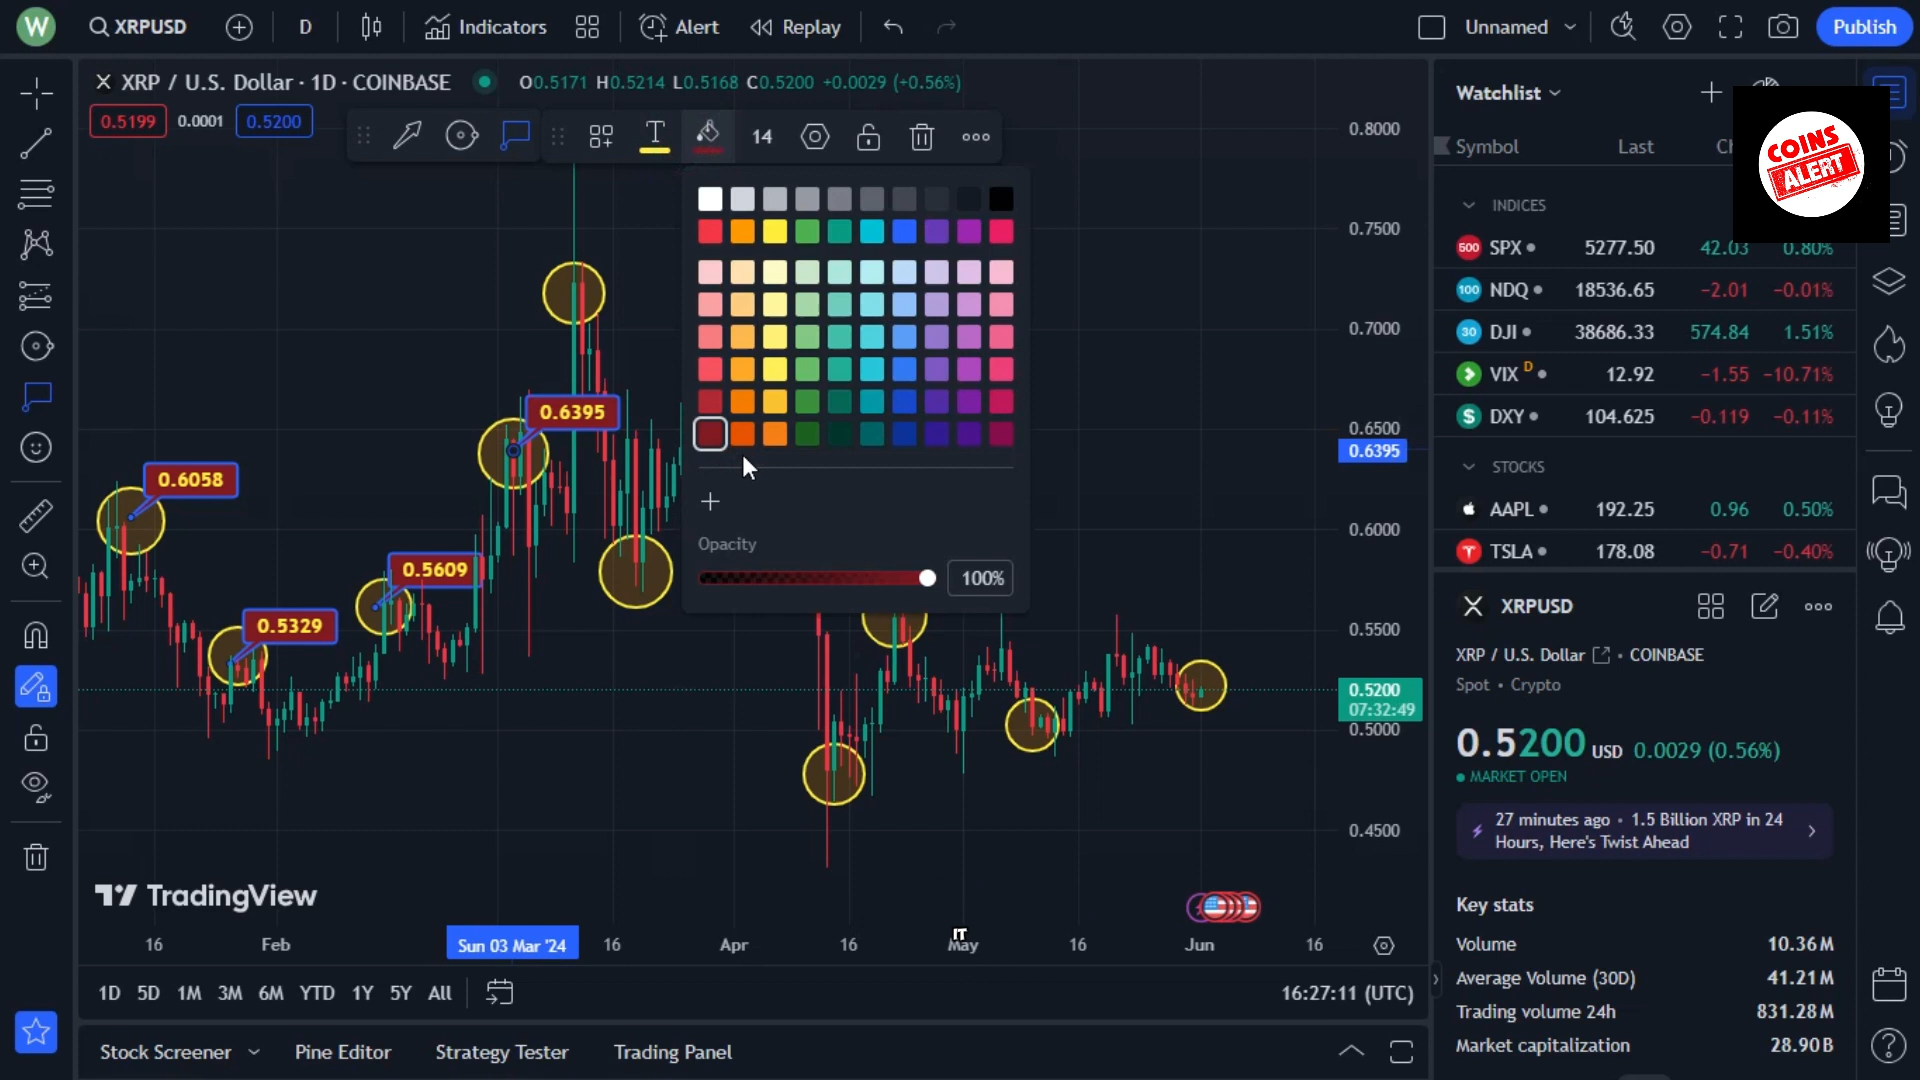 W
XRPUSD
D
Indicators
Alert
Replay
Unnamed
Publish
X XRP / U.S. Dollar · 1D · COINBASE
O0.5171 H0.5214 L0.5168 C0.5200 +0.0029 (+0.56%)
0.5199
0.0001
0.5200
T
14
0.8000
0.7500
0.7000
0.6500
0.6395
0.6000
0.5500
0.5200
07:32:49
0.5000
0.4500
0.6058
0.5329
0.5609
0.6395
Opacity
100%
TradingView
16
Feb
Sun 03 Mar '24
16
Apr
16
IT
May
16
Jun
16
1D
5D
1M
3M
6M
YTD
1Y
5Y
All
16:27:11 (UTC)
Stock Screener
Pine Editor
Strategy Tester
Trading Panel
Watchlist
COINS
ALERT
Symbol Last
INDICES
500 SPX 5277.50 42.03 0.80%
100 NDQ 18536.65 −2.01 −0.01%
30 DJI 38686.33 574.84 1.51%
VIX D 12.92 −1.55 −10.71%
$ DXY 104.625 −0.119 −0.11%
STOCKS
AAPL 192.25 0.96 0.50%
TSLA 178.08 −0.71 −0.40%
X XRPUSD
XRP / U.S. Dollar • COINBASE
Spot • Crypto
0.5200 USD 0.0029 (0.56%)
MARKET OPEN
27 minutes ago • 1.5 Billion XRP in 24
Hours, Here's Twist Ahead
Key stats
Volume 10.36M
Average Volume (30D) 41.21M
Trading volume 24h 831.28M
Market capitalization 28.90B